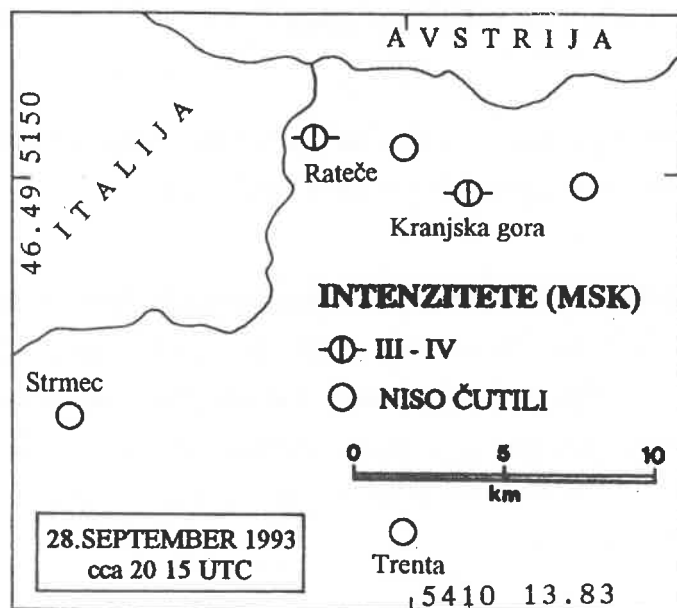 AVSTRIJA
ITALIJA
46.49 5150
Rateče
Kranjska gora
INTENZITETE (MSK)
III - IV
NISO ČUTILI
Strmec
0 5 10
km
28.SEPTEMBER 1993
cca 20 15 UTC
Trenta
5410 13.83